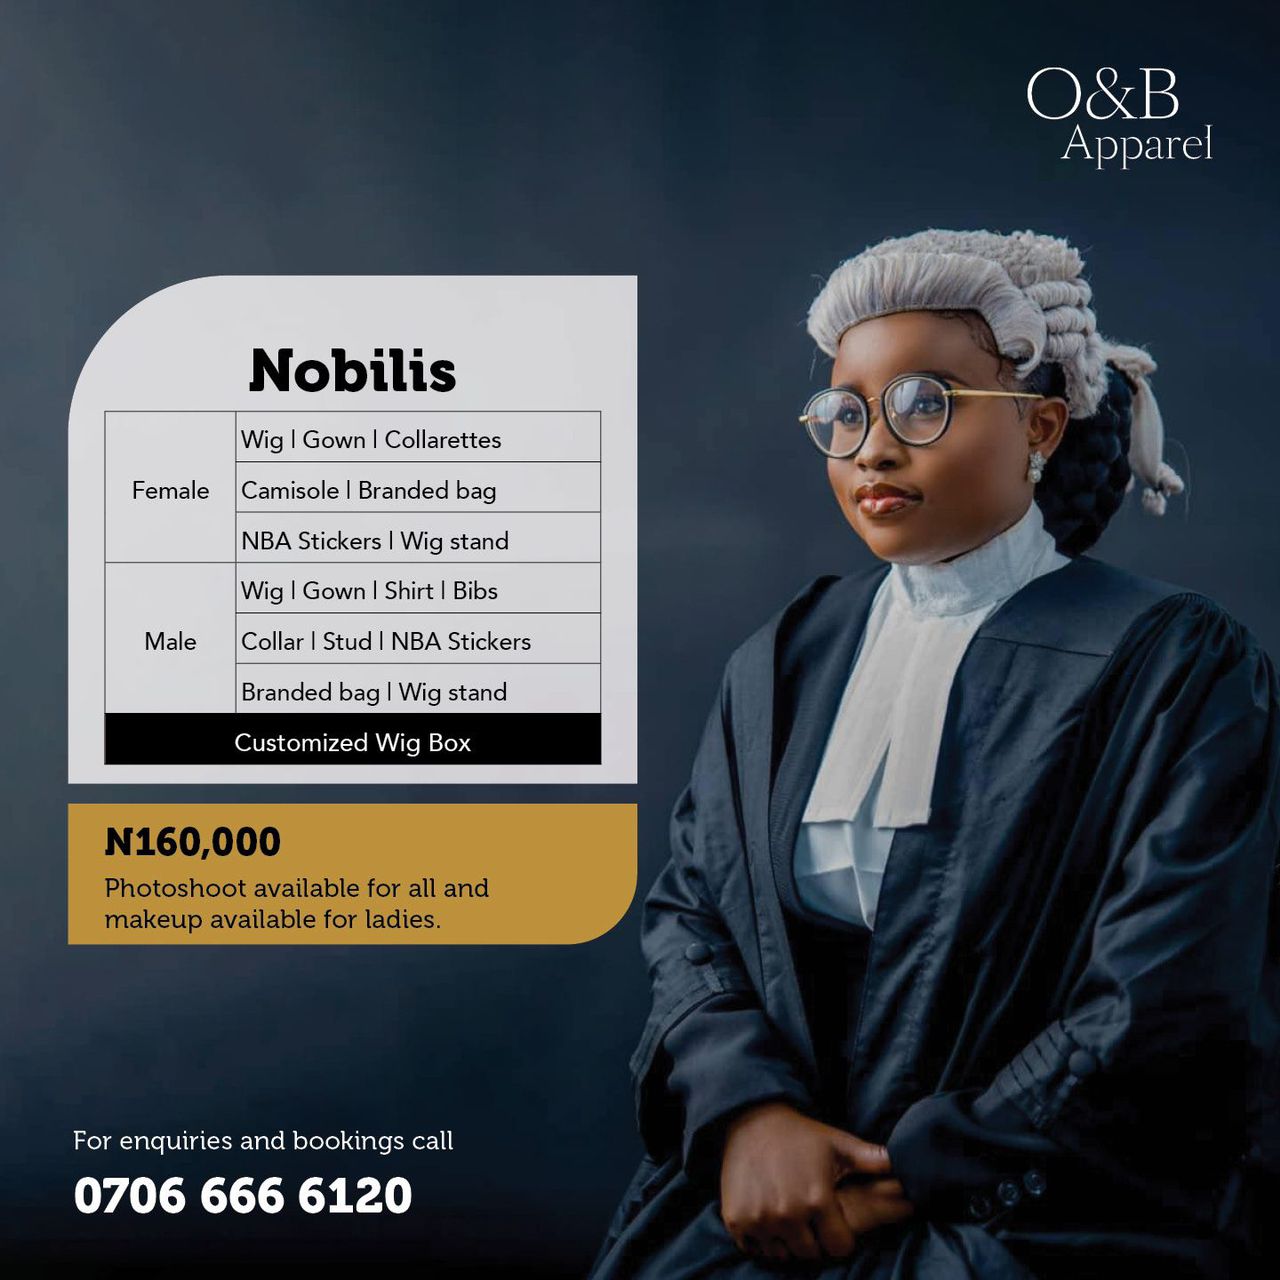 O&B
Apparel
Nobilis
Female
Wig | Gown | Collarettes
Camisole | Branded bag
NBA Stickers | Wig stand
Male
Wig | Gown | Shirt | Bibs
Collar | Stud | NBA Stickers
Branded bag | Wig stand
Customized Wig Box
N160,000
Photoshoot available for all and
makeup available for ladies.
For enquiries and bookings call
0706 666 6120